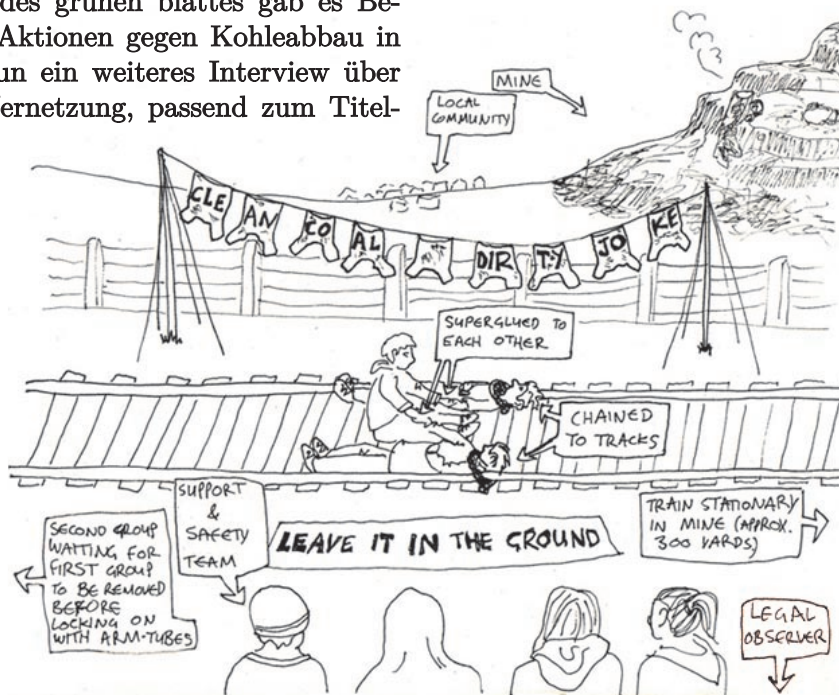 des grünen blattes gab es Be-
Aktionen gegen Kohleabbau in
un ein weiteres Interview über
Vernetzung, passend zum Titel-
MINE
LOCAL
COMMUNITY
CLE AN CO AL DIR TY JO KE
SUPERGLUED TO
EACH OTHER
CHAINED
TO TRACKS
SUPPORT
&
SAFETY
TEAM
TRAIN STATIONARY
IN MINE (APPROX.
300 YARDS)
SECOND GROUP
WAITING FOR
FIRST GROUP
TO BE REMOVED
BEFORE
LOCKING ON
WITH ARM-TUBES
LEAVE IT IN THE GROUND
LEGAL
OBSERVER